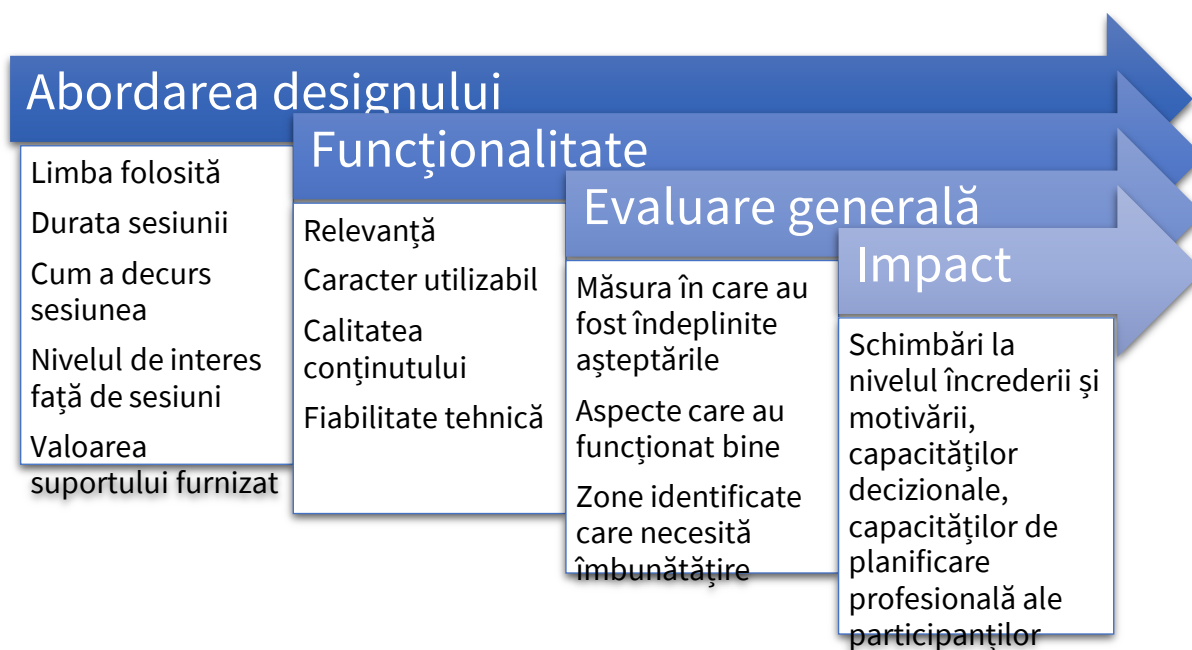 Abordarea designului
Limba folosită
Durata sesiunii
Cum a decurs
sesiunea
Nivelul de interes
față de sesiuni
Valoarea
suportului furnizat
Funcționalitate
Relevanță
Caracter utilizabil
Calitatea
conținutului
Fiabilitate tehnică
Evaluare generală
Măsura în care au
fost îndeplinite
așteptările
Aspecte care au
funcționat bine
Zone identificate
care necesită
îmbunătățire
Impact
Schimbări la
nivelul încrederii și
motivării,
capacităților
decizionale,
capacităților de
planificare
profesională ale
participanților